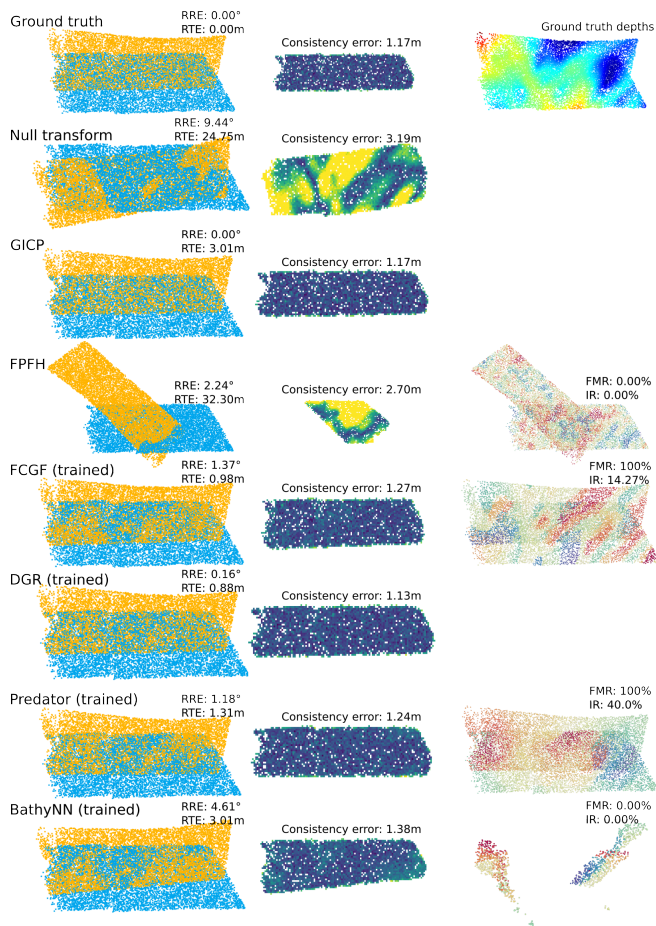 Ground truth
RRE: 0.00°
RTE: 0.00m
Consistency error: 1.17m
Ground truth depths
Null transform
RRE: 9.44°
RTE: 24.75m
Consistency error: 3.19m
GICP
RRE: 0.00°
RTE: 3.01m
Consistency error: 1.17m
FPFH
RRE: 2.24°
RTE: 32.30m
Consistency error: 2.70m
FMR: 0.00%
IR: 0.00%
FCGF (trained)
RRE: 1.37°
RTE: 0.98m
Consistency error: 1.27m
FMR: 100%
IR: 14.27%
DGR (trained)
RRE: 0.16°
RTE: 0.88m
Consistency error: 1.13m
Predator (trained)
RRE: 1.18°
RTE: 1.31m
Consistency error: 1.24m
FMR: 100%
IR: 40.0%
BathyNN (trained)
RRE: 4.61°
RTE: 3.01m
Consistency error: 1.38m
FMR: 0.00%
IR: 0.00%